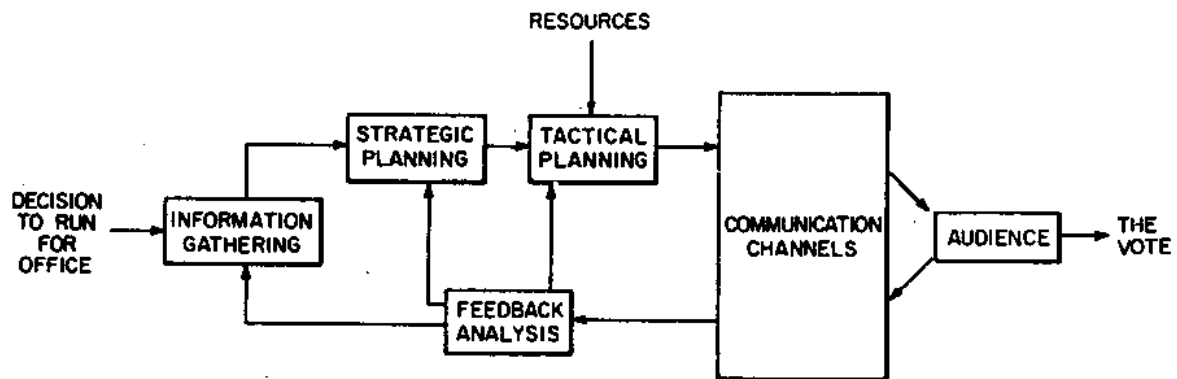 RESOURCES
STRATEGIC
PLANNING
TACTICAL
PLANNING
DECISION
TO RUN
FOR
OFFICE
INFORMATION
GATHERING
COMMUNICATION
CHANNELS
AUDIENCE
THE
VOTE
FEEDBACK
ANALYSIS